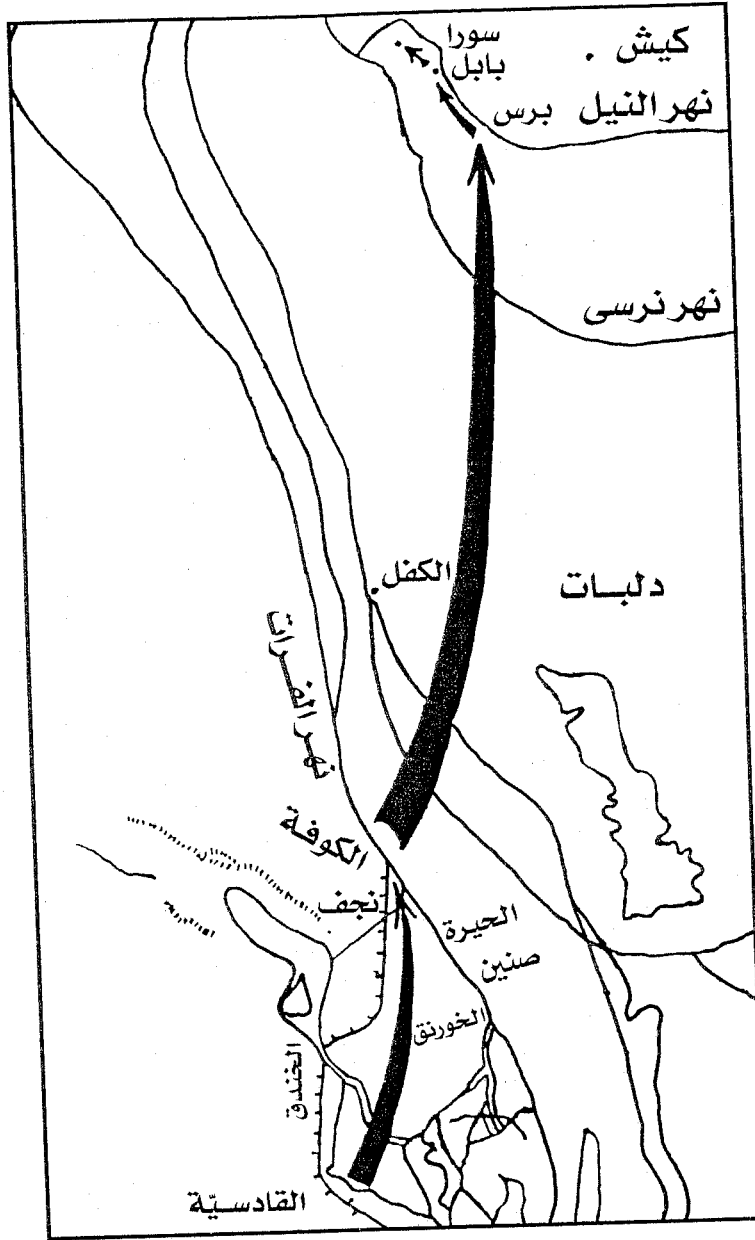 كيش
سورا
بابل
نهر النيل برس
نهر نرسى
الكفل
دلبات
نهر الفرات
الكوفة
نجف
الحيرة
صنين
الخورنق
الخندق
القادسيّة